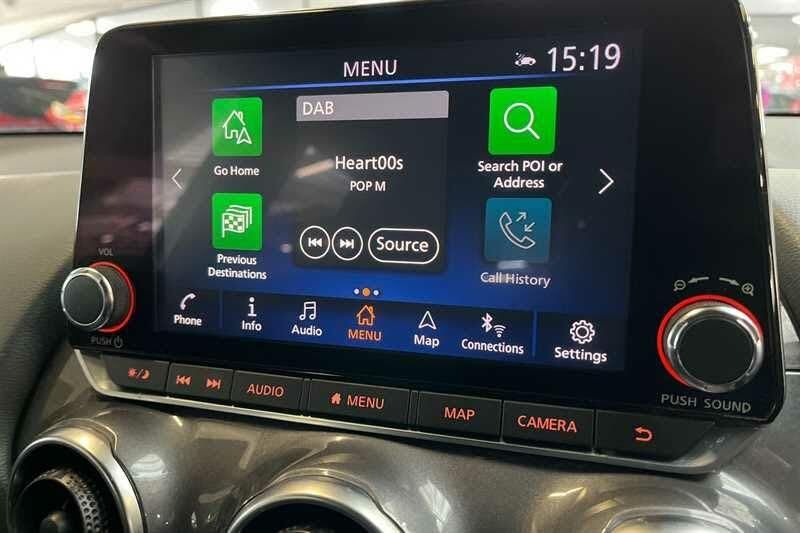 MENU
15:19
DAB
Go Home
Heart00s
POP M
Search POI or
Address
Previous
Destinations
Source
Call History
Phone
Info
Audio
MENU
Map
Connections
Settings
VOL
PUSH
AUDIO
MENU
MAP
CAMERA
PUSH SOUND